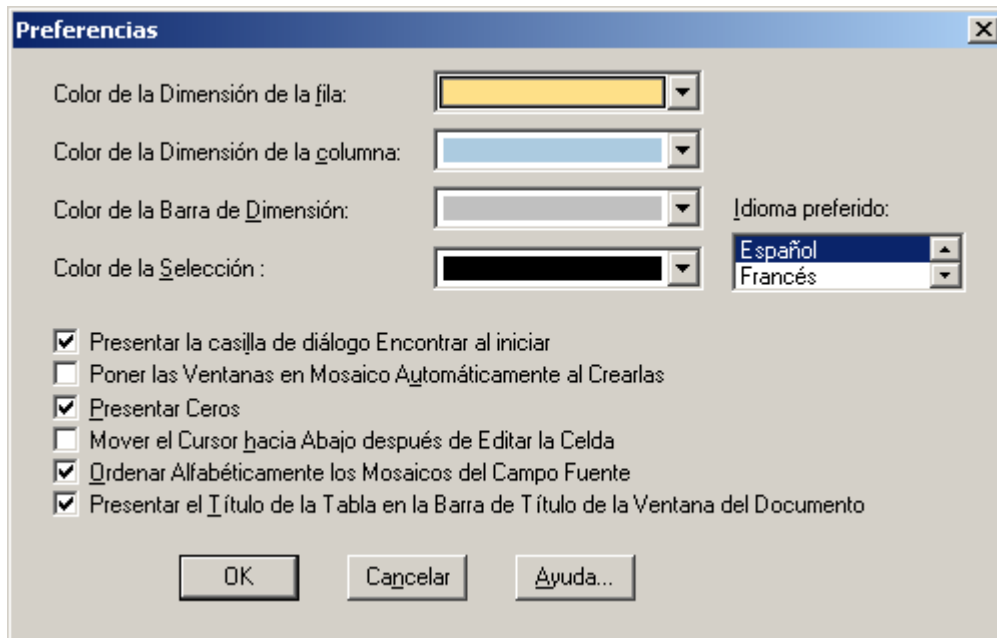 Preferencias
Color de la Dimensión de la fila:
Color de la Dimensión de la columna:
Color de la Barra de Dimensión:
Idioma preferido:
Color de la Selección :
Español
Francés
Presentar la casilla de diálogo Encontrar al iniciar
Poner las Ventanas en Mosaico Automáticamente al Crearlas
Presentar Ceros
Mover el Cursor hacia Abajo después de Editar la Celda
Ordenar Alfabéticamente los Mosaicos del Campo Fuente
Presentar el Título de la Tabla en la Barra de Título de la Ventana del Documento
OK Cancelar Ayuda...